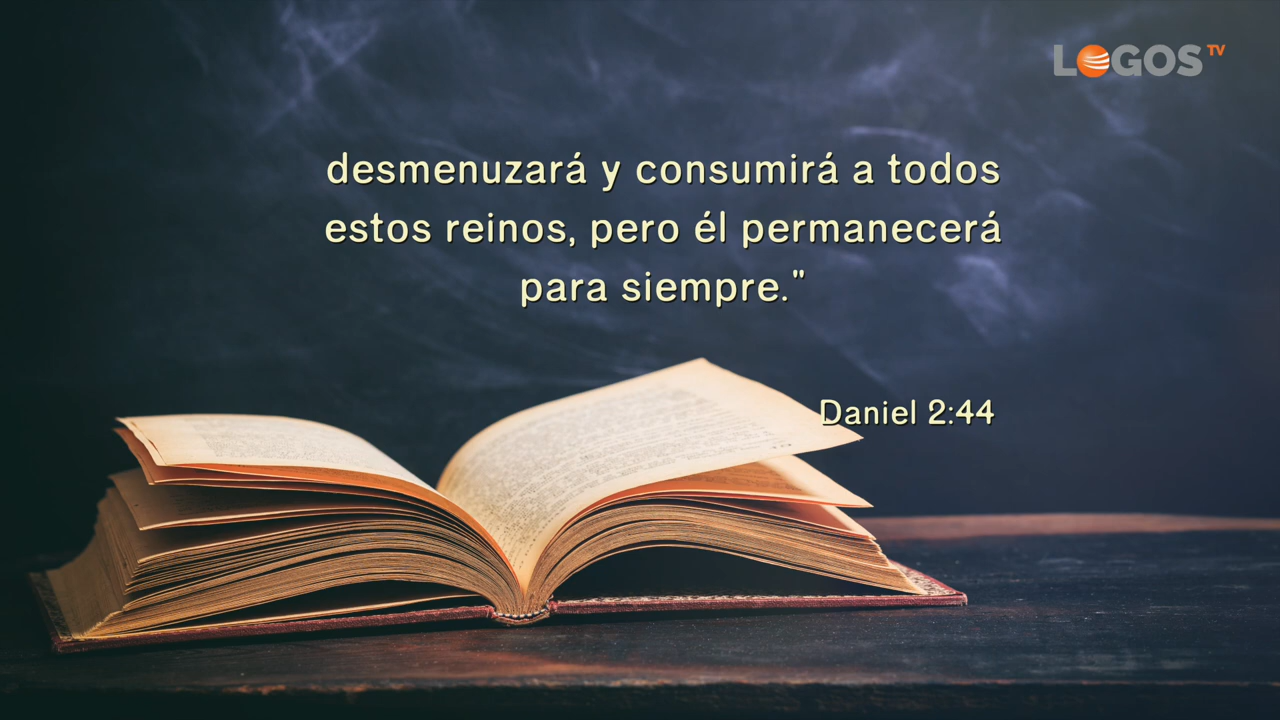 LOGOS TV
desmenuzará y consumirá a todos
estos reinos, pero él permanecerá
para siempre."
Daniel 2:44